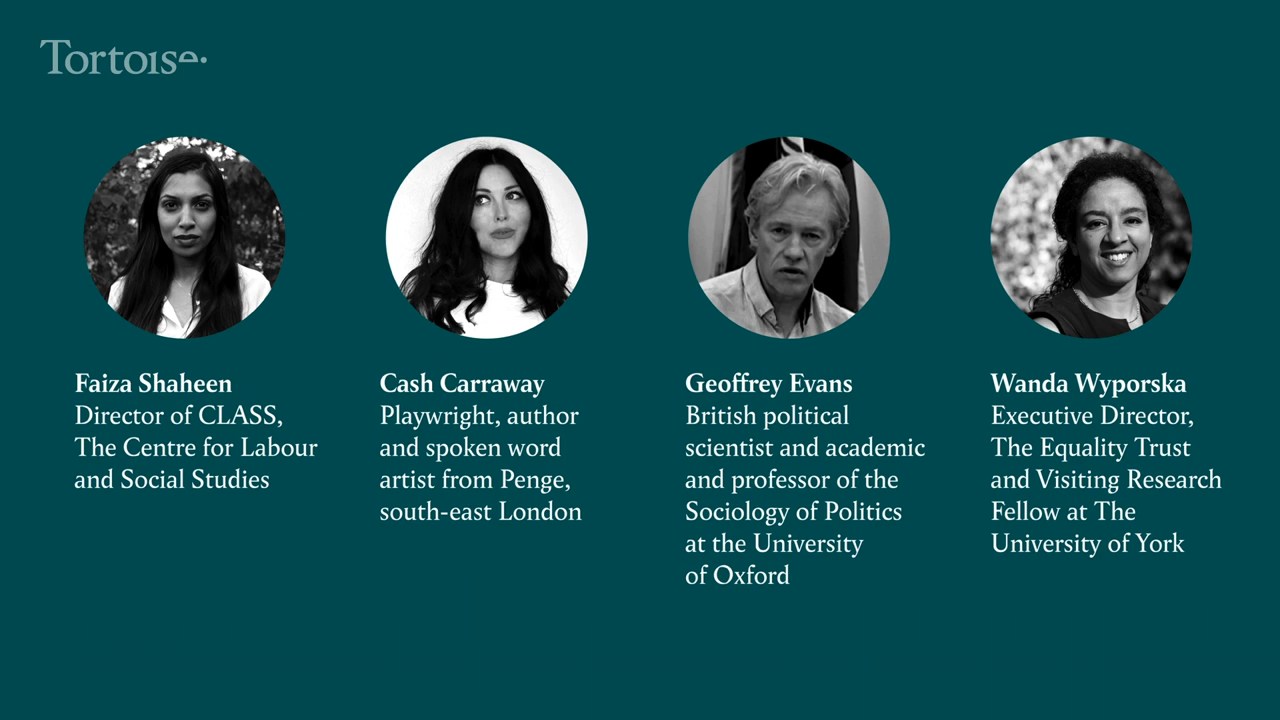 Tortoise
Faiza Shaheen
Director of CLASS,
The Centre for Labour
and Social Studies
Cash Carraway
Playwright, author
and spoken word
artist from Penge,
south-east London
Geoffrey Evans
British political
scientist and academic
and professor of the
Sociology of Politics
at the University
of Oxford
Wanda Wyporska
Executive Director,
The Equality Trust
and Visiting Research
Fellow at The
University of York